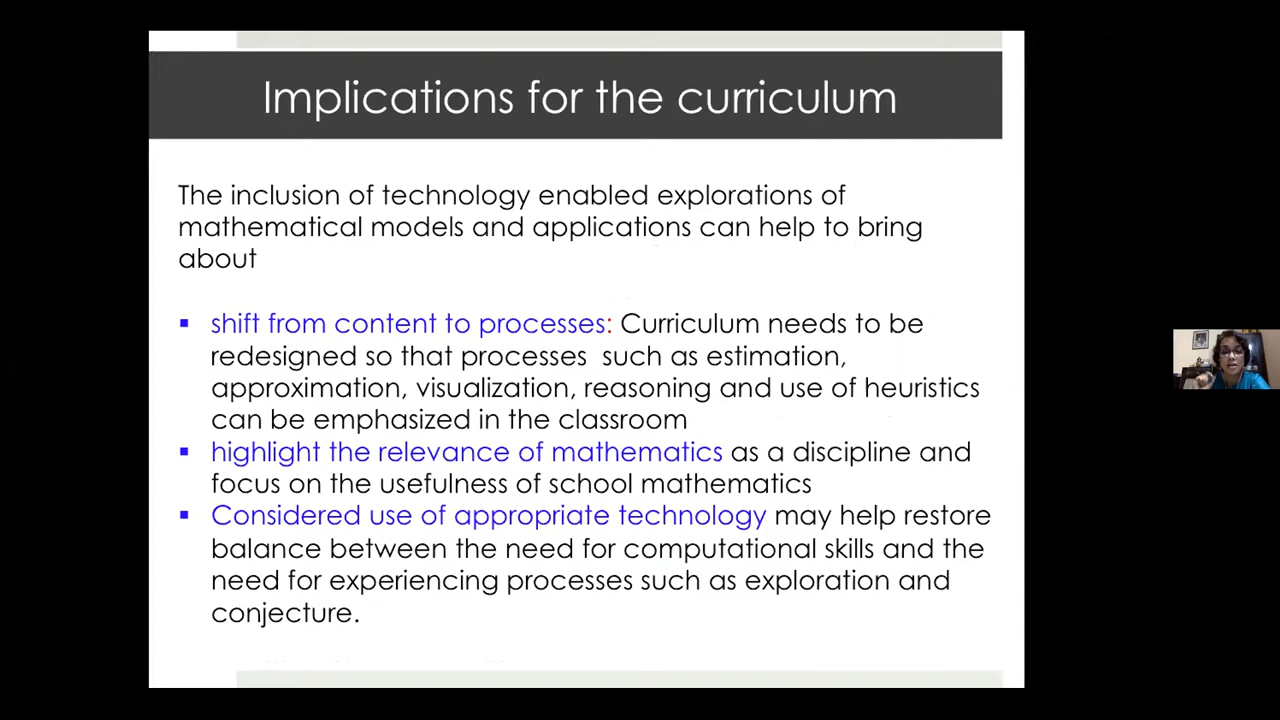 Implications for the curriculum
The inclusion of technology enabled explorations of
mathematical models and applications can help to bring
about
▪ shift from content to processes: Curriculum needs to be
redesigned so that processes such as estimation,
approximation, visualization, reasoning and use of heuristics
can be emphasized in the classroom
▪ highlight the relevance of mathematics as a discipline and
focus on the usefulness of school mathematics
▪ Considered use of appropriate technology may help restore
balance between the need for computational skills and the
need for experiencing processes such as exploration and
conjecture.